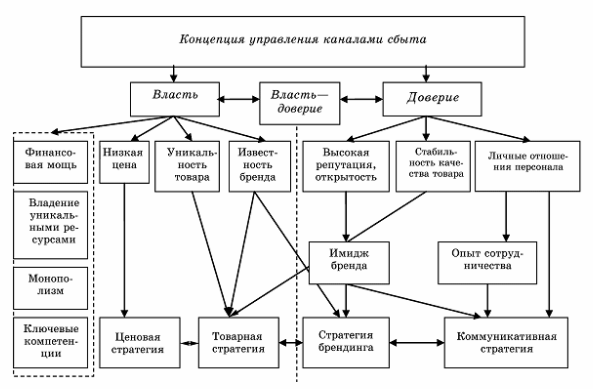 Концепция управления каналами сбыта
Власть
Власть—
доверие
Доверие
Финансо-
вая мощь
Низкая
цена
Уникаль-
ность
товара
Извест-
ность
бренда
Высокая
репутация,
открытость
Стабиль-
ность качес-
тва товара
Личные отноше-
ния персонала
Владение
уникаль-
ными ре-
сурсами
Имидж
бренда
Опыт сотруд-
ничества
Монопо-
лизм
Ключевые
компетен-
ции
Ценовая
стратегия
Товарная
стратегия
Стратегия
брендинга
Коммуникативная
стратегия